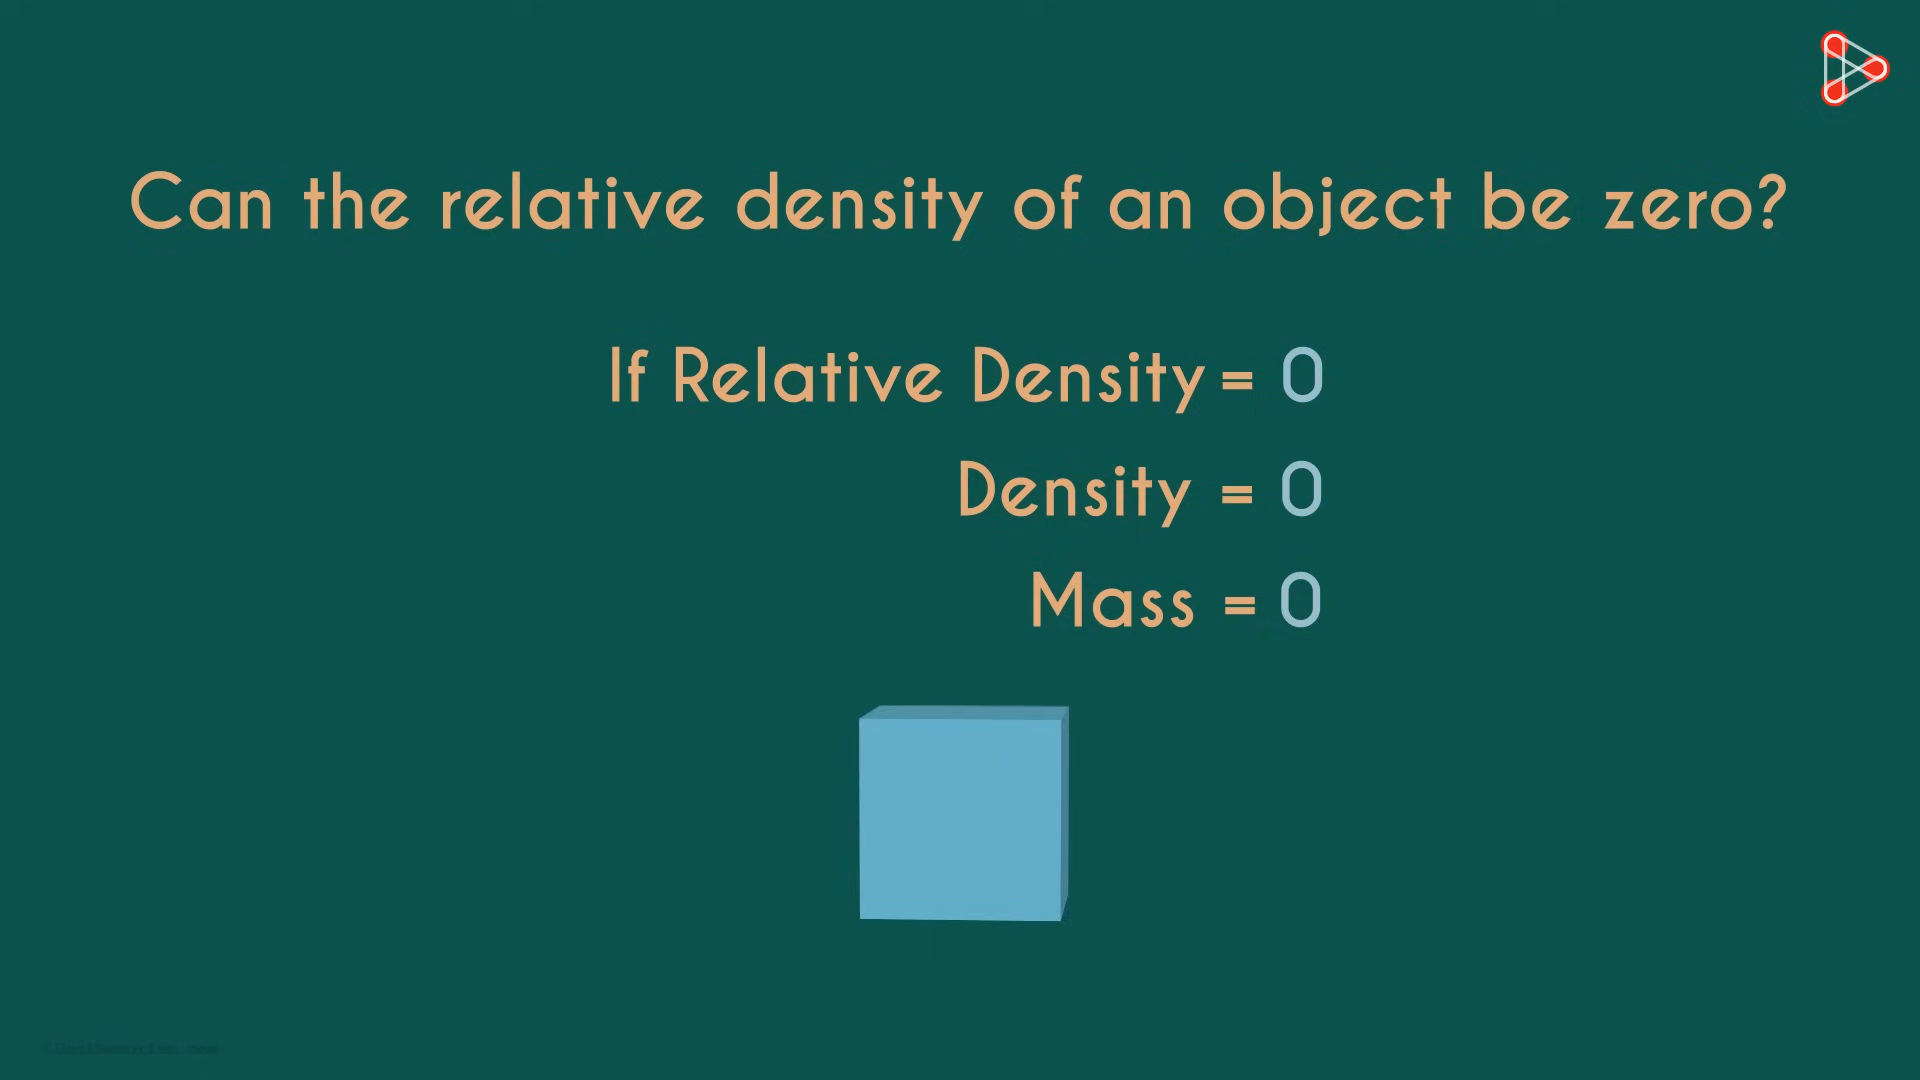 Can the relative density of an object be zero?
If Relative Density = 0
Density = 0
Mass = 0